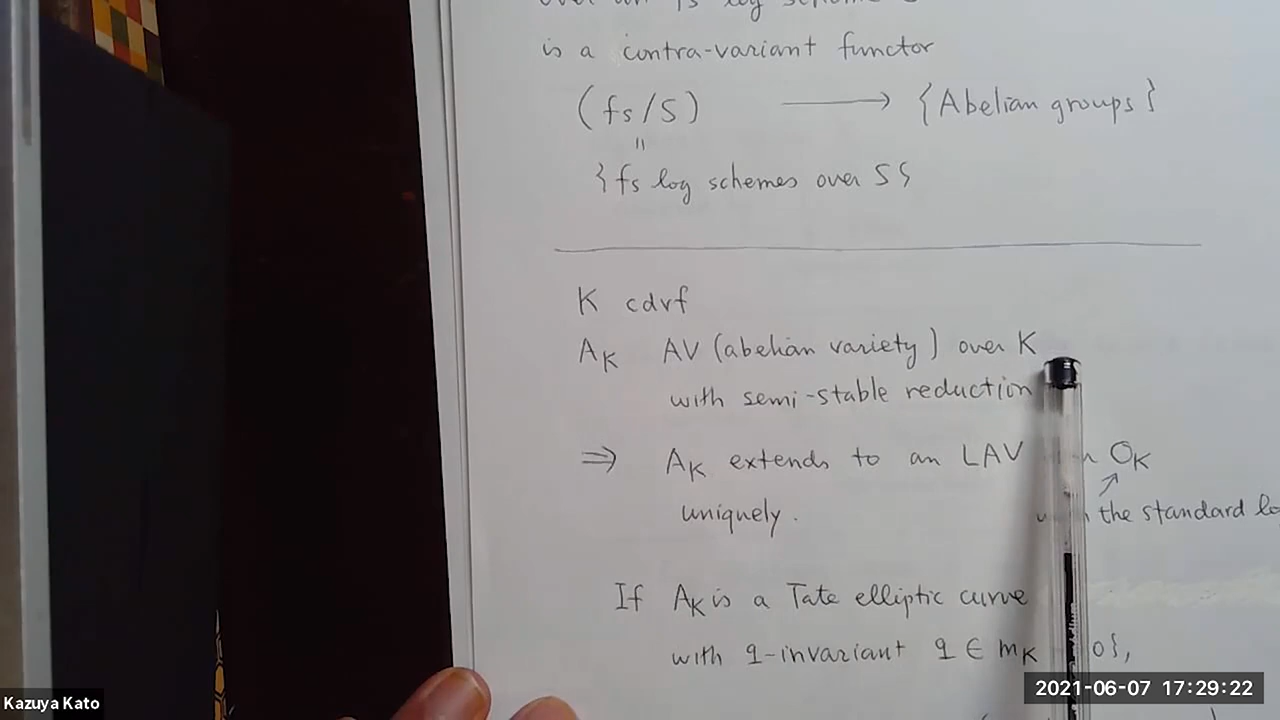 is a contra-variant functor
(fs/S) ⟶ {Abelian groups}
"
{fs log schemes over S}
K cdvf
A_K AV (abelian variety) over K
with semi-stable reduction
⇒ A_K extends to an LAV O_K
uniquely. the standard
If A_K is a Tate elliptic curve
with q-invariant q ∈ m_K 0},
Kazuya Kato
2021-06-07 17:29:22